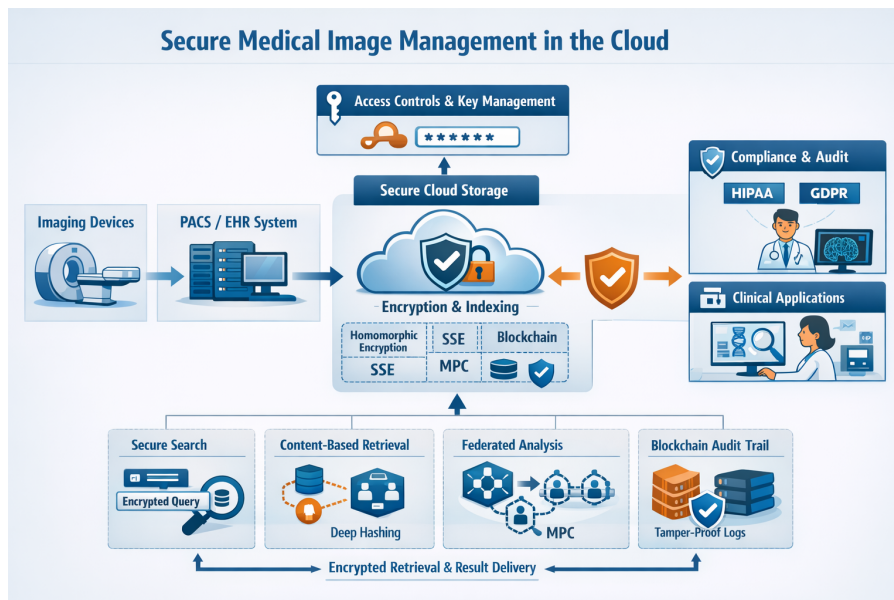 Secure Medical Image Management in the Cloud
Access Controls & Key Management
******
Secure Cloud Storage
Compliance & Audit
HIPAA
GDPR
Imaging Devices
PACS / EHR System
Encryption & Indexing
Clinical Applications
Homomorphic
Encryption
SSE
Blockchain
SSE
MPC
Secure Search
Content-Based Retrieval
Federated Analysis
Blockchain Audit Trail
Encrypted Query
Deep Hashing
MPC
Tamper-Proof Logs
Encrypted Retrieval & Result Delivery